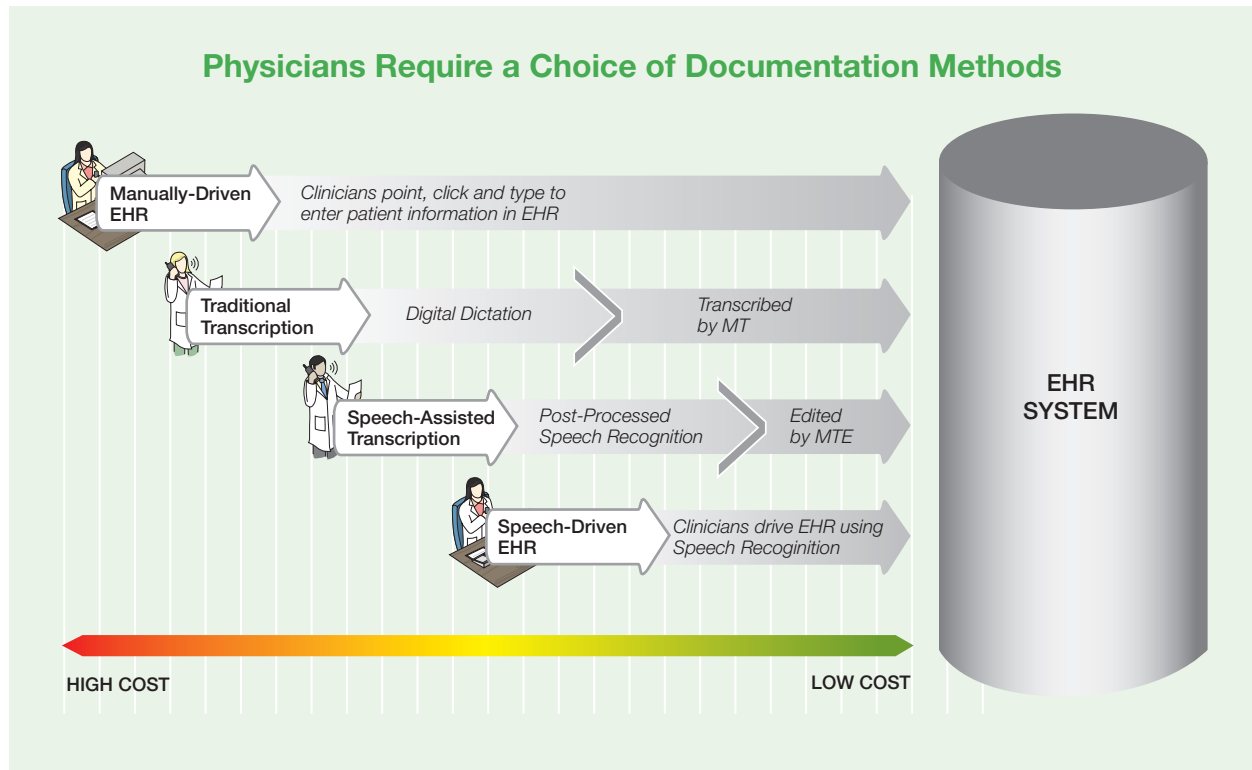 Physicians Require a Choice of Documentation Methods
Manually-Driven
EHR
Clinicians point, click and type to
enter patient information in EHR
Traditional
Transcription
Digital Dictation
Transcribed
by MT
Speech-Assisted
Transcription
Post-Processed
Speech Recognition
Edited
by MTE
Speech-Driven
EHR
Clinicians drive EHR using
Speech Recoginition
EHR
SYSTEM
HIGH COST
LOW COST